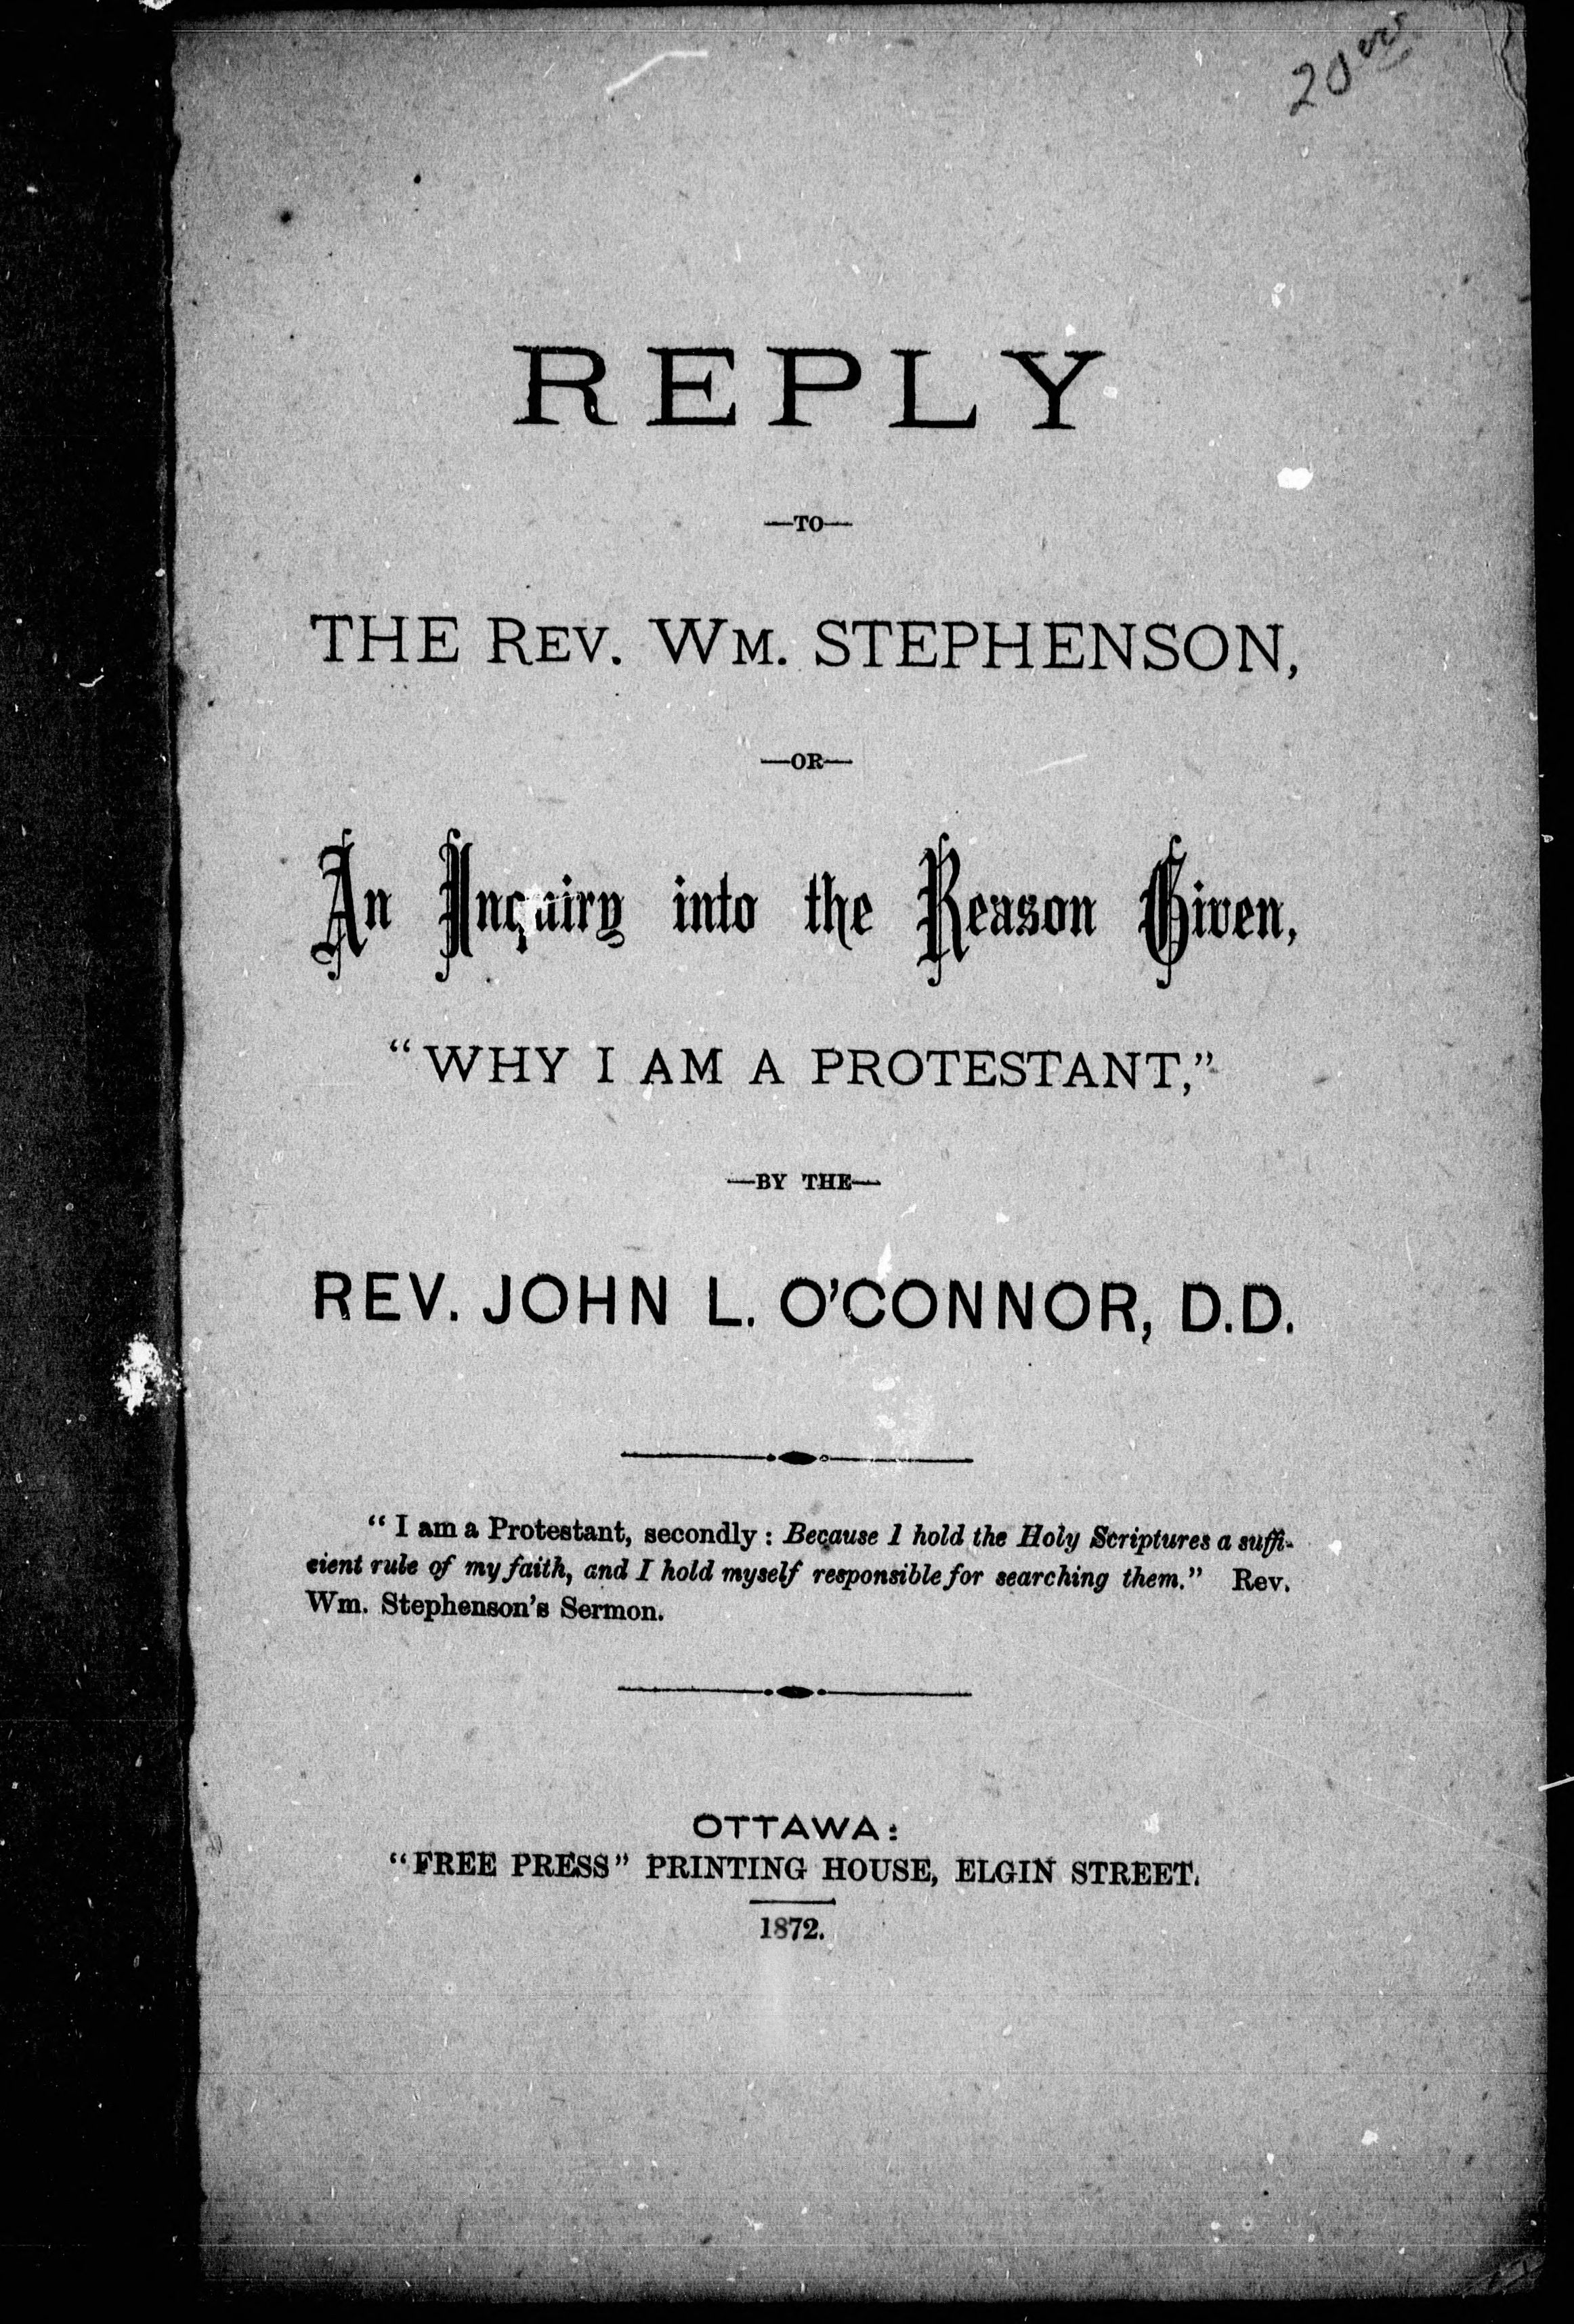 REPLY
—TO—
THE REV. WM. STEPHENSON,
—OR—
An Inquiry into the Reason Given,
"WHY I AM A PROTESTANT,"
—BY THE—
REV. JOHN L. O'CONNOR, D.D.
"I am a Protestant, secondly: Because I hold the Holy Scriptures a suffi-
cient rule of my faith, and I hold myself responsible for searching them." Rev.
Wm. Stephenson's Sermon.
OTTAWA:
"FREE PRESS" PRINTING HOUSE, ELGIN STREET.
1872.